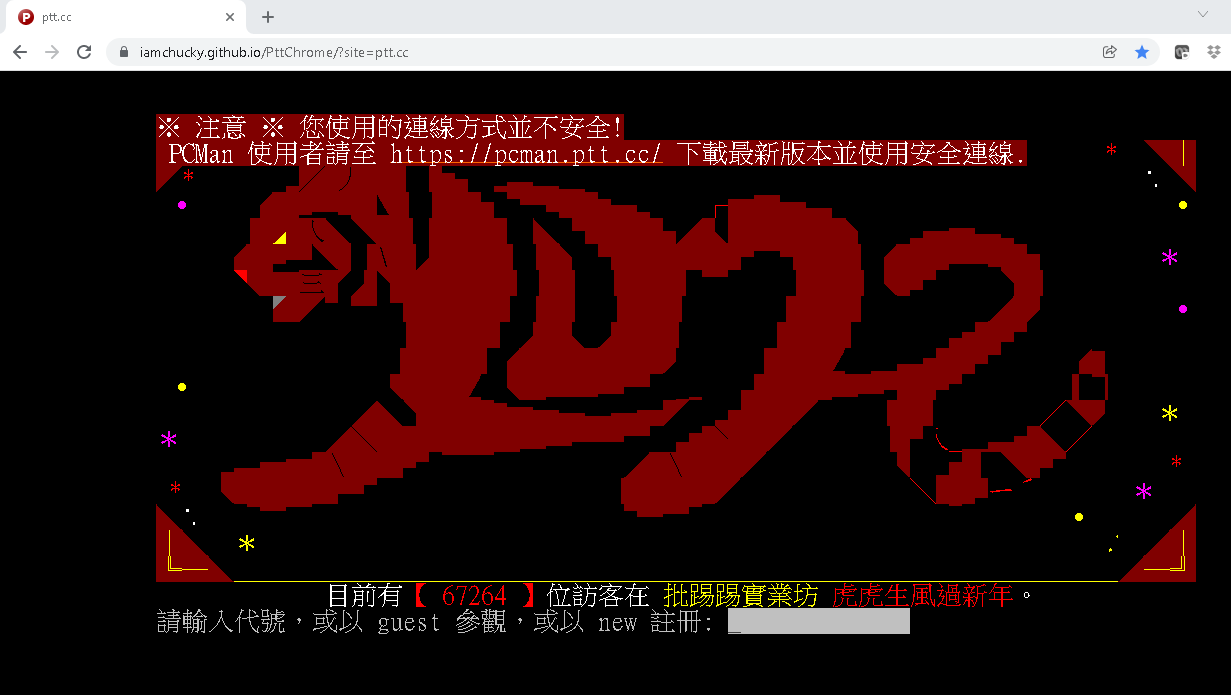 ptt.cc
iamchucky.github.io/PttChrome/?site=ptt.cc
※ 注意 ※ 您使用的連線方式並不安全!
PCMan 使用者請至 https://pcman.ptt.cc/ 下載最新版本並使用安全連線.
目前有【 67264 】位訪客在 批踢踢實業坊 虎虎生風過新年。
請輸入代號，或以 guest 參觀，或以 new 註冊: _